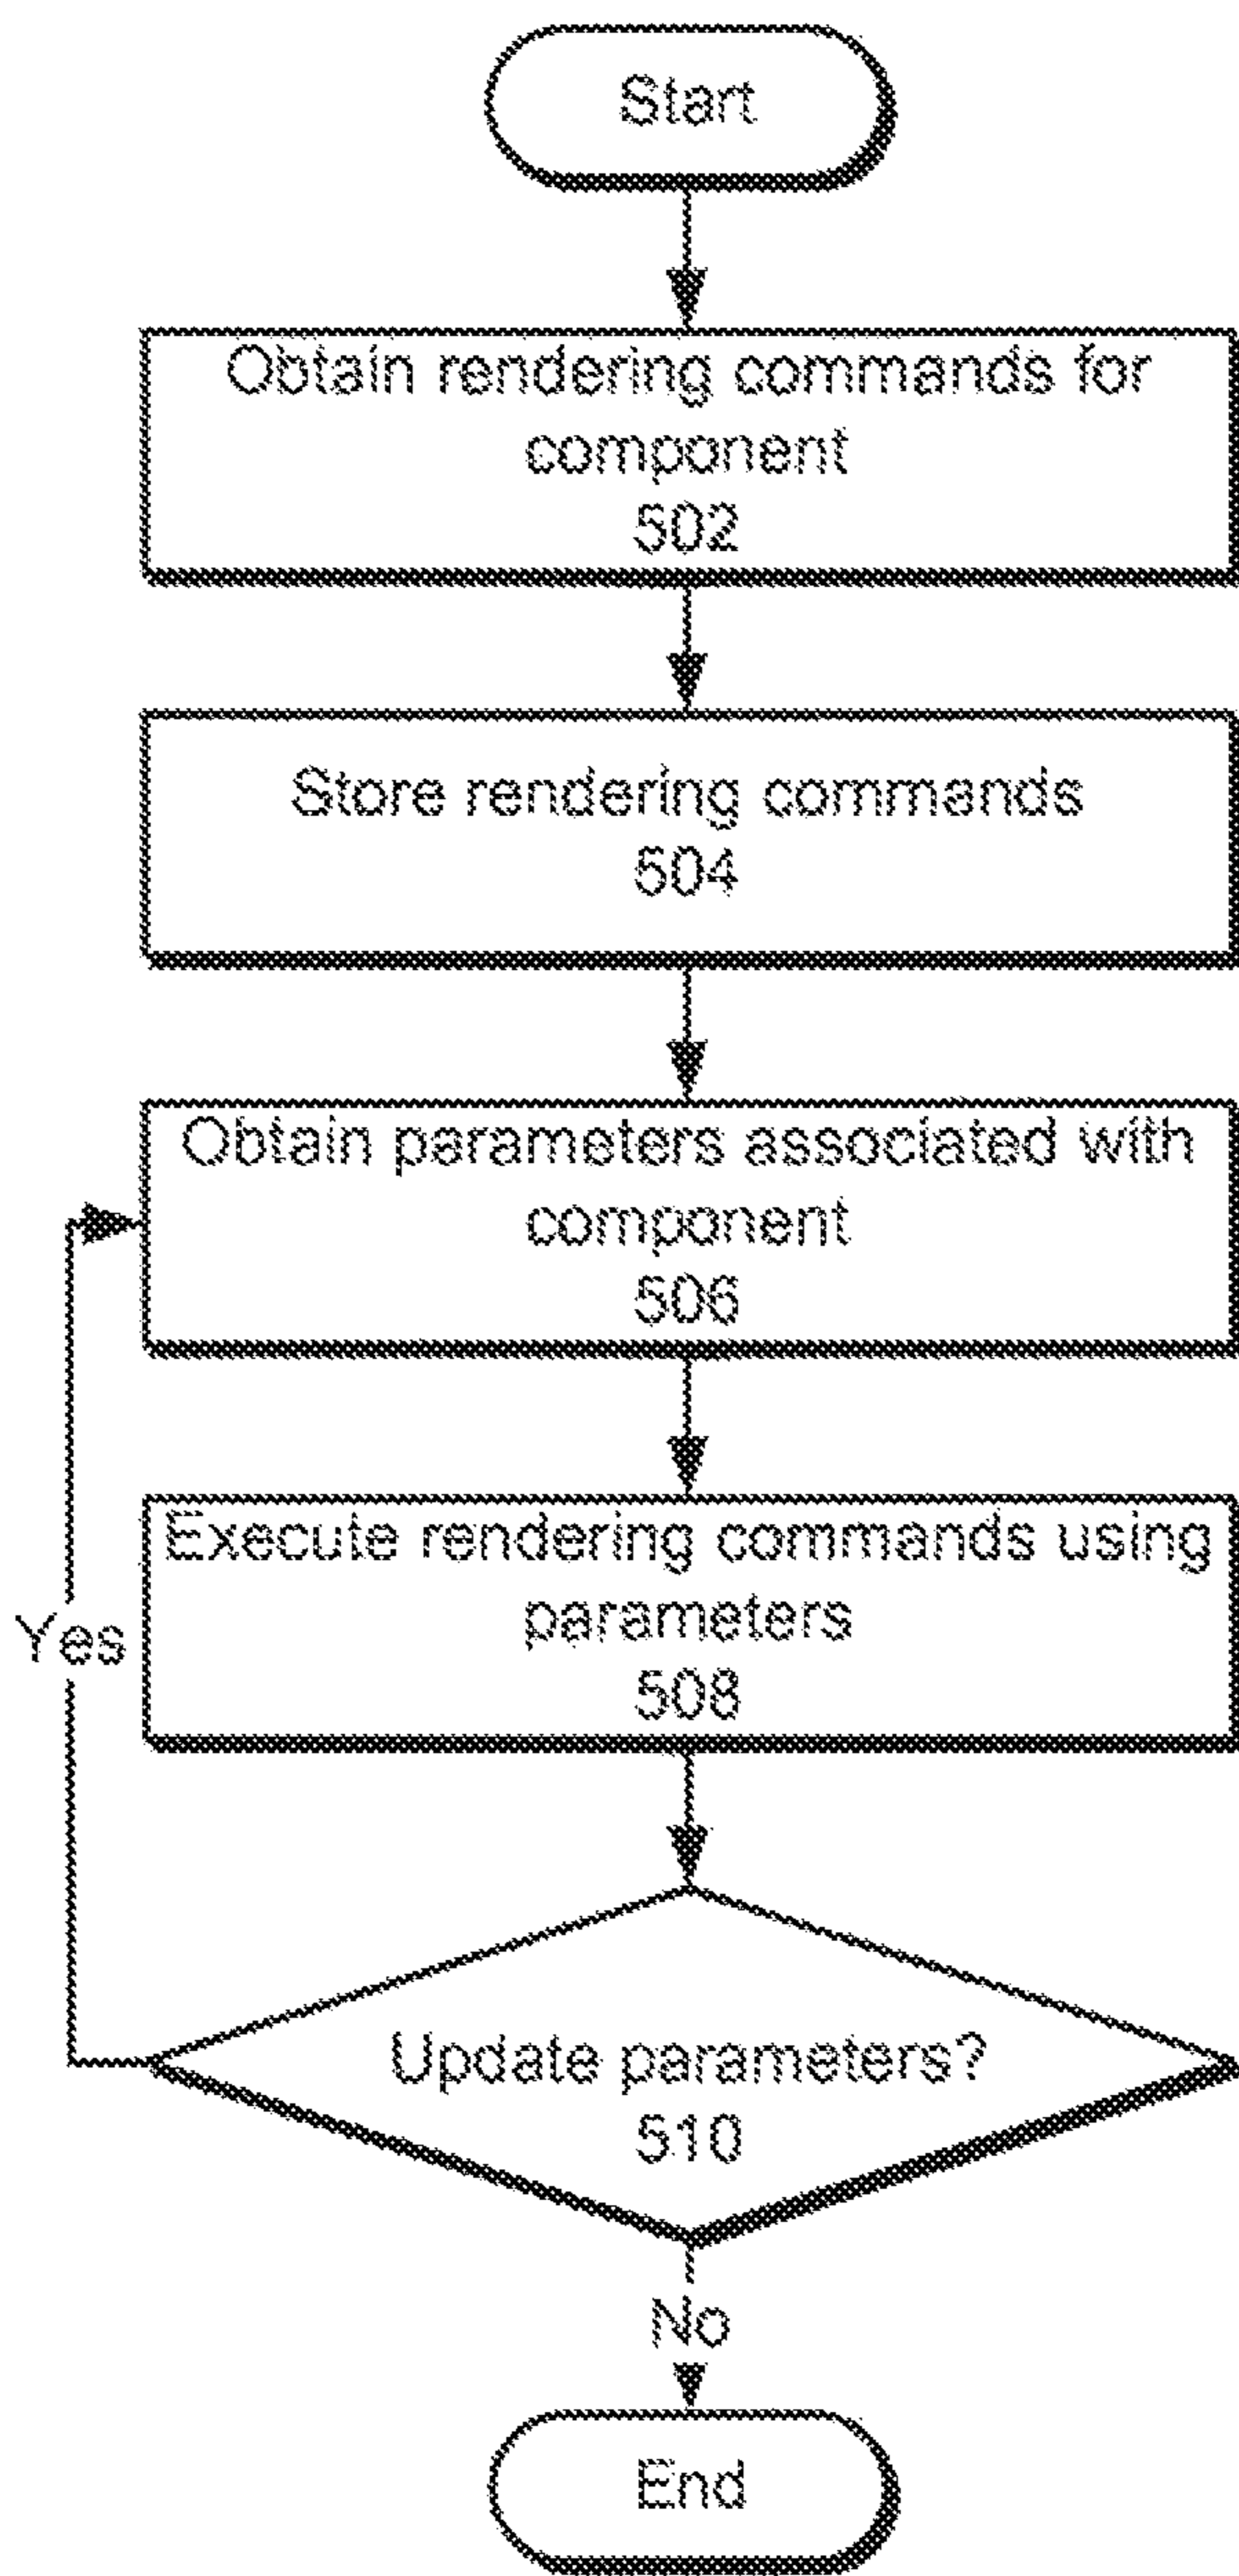 Start
Obtain rendering commands for
component
502
Store rendering commands
504
Obtain parameters associated with
component
506
Execute rendering commands using
parameters
508
Yes
Update parameters?
510
No
End